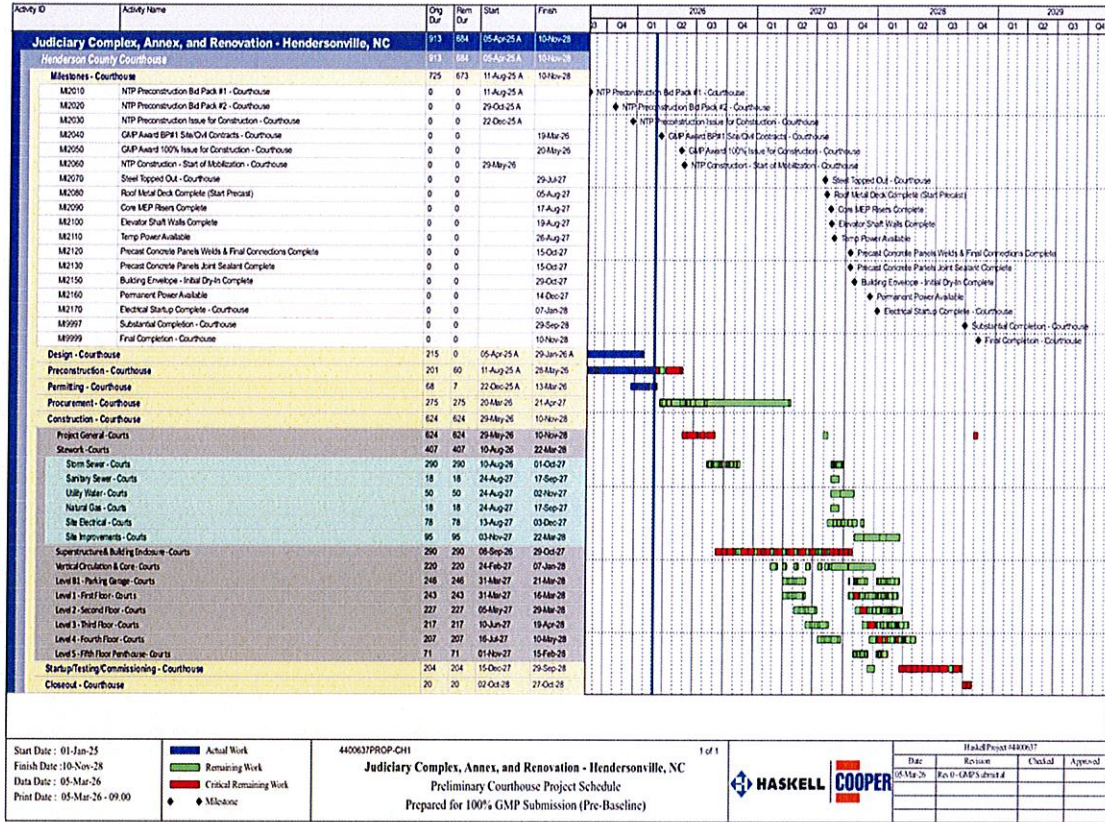 Activity ID Activity Name Org Dur Rem Dur Start Finish 2026 2027 2028 2029
Q3 Q4 Q1 Q2 Q3 Q4 Q1 Q2 Q3 Q4 Q1 Q2 Q3 Q4 Q1 Q2 Q3 Q4
Judiciary Complex, Annex, and Renovation - Hendersonville, NC 913 684 05-Apr-25 A 10-Nov-28
Henderson County Courthouse 913 684 05-Apr-25 A 10-Nov-28
Milestones - Courthouse 725 673 11-Aug-25 A 10-Nov-28
M2010 NTP Preconstruction Bid Pack #1 - Courthouse 0 0 11-Aug-25 A NTP Preconstruction Bid Pack #1 - Courthouse
M2020 NTP Preconstruction Bid Pack #2 - Courthouse 0 0 29-Oct-25 A NTP Preconstruction Bid Pack #2 - Courthouse
M2030 NTP Preconstruction Issue for Construction - Courthouse 0 0 22-Dec-25 A NTP Preconstruction Issue for Construction - Courthouse
M2040 GMP Award BP#1 Site/Civil Contracts - Courthouse 0 0 19-Mar-26 GMP Award BP#1 Site/Civil Contracts - Courthouse
M2050 GMP Award 100% Issue for Construction - Courthouse 0 0 20-May-26 GMP Award 100% Issue for Construction - Courthouse
M2060 NTP Construction - Start of Mobilization - Courthouse 0 0 29-May-26 NTP Construction - Start of Mobilization - Courthouse
M2070 Steel Topped Out - Courthouse 0 0 29-Jul-27 Steel Topped Out - Courthouse
M2080 Roof Metal Deck Complete (Start Precast) 0 0 05-Aug-27 Roof Metal Deck Complete (Start Precast)
M2090 Core MEP Risers Complete 0 0 17-Aug-27 Core MEP Risers Complete
M2100 Elevator Shaft Walls Complete 0 0 19-Aug-27 Elevator Shaft Walls Complete
M2110 Temp Power Available 0 0 26-Aug-27 Temp Power Available
M2120 Precast Concrete Panels Welds & Final Connections Complete 0 0 15-Oct-27 Precast Concrete Panels Welds & Final Connections Complete
M2130 Precast Concrete Panels Joint Sealant Complete 0 0 15-Oct-27 Precast Concrete Panels Joint Sealant Complete
M2150 Building Envelope - Initial Dry-In Complete 0 0 29-Oct-27 Building Envelope - Initial Dry-In Complete
M2160 Permanent Power Available 0 0 14-Dec-27 Permanent Power Available
M2170 Electrical Startup Complete - Courthouse 0 0 07-Jan-28 Electrical Startup Complete - Courthouse
M9997 Substantial Completion - Courthouse 0 0 29-Sep-28 Substantial Completion - Courthouse
M9999 Final Completion - Courthouse 0 0 10-Nov-28 Final Completion - Courthouse
Design - Courthouse 215 0 05-Apr-25 A 29-Jan-26 A
Preconstruction - Courthouse 201 60 11-Aug-25 A 28-May-26
Permitting - Courthouse 68 7 22-Dec-25 A 13-Mar-26
Procurement - Courthouse 275 275 20-Mar-26 21-Apr-27
Construction - Courthouse 624 624 29-May-26 10-Nov-28
Project General - Courts 624 624 29-May-26 10-Nov-28
Sitework - Courts 407 407 10-Aug-26 22-Mar-28
Storm Sewer - Courts 290 290 10-Aug-26 01-Oct-27
Sanitary Sewer - Courts 18 18 24-Aug-27 17-Sep-27
Utility Water - Courts 50 50 24-Aug-27 02-Nov-27
Natural Gas - Courts 18 18 24-Aug-27 17-Sep-27
Site Electrical - Courts 78 78 13-Aug-27 03-Dec-27
Site Improvements - Courts 95 95 03-Nov-27 22-Mar-28
Superstructure & Building Enclosure - Courts 290 290 08-Sep-26 29-Oct-27
Vertical Circulation & Core - Courts 220 220 24-Feb-27 07-Jan-28
Level B1 - Parking Garage - Courts 246 246 31-Mar-27 21-Mar-28
Level 1 - First Floor - Courts 243 243 31-Mar-27 16-Mar-28
Level 2 - Second Floor - Courts 227 227 05-May-27 29-Mar-28
Level 3 - Third Floor - Courts 217 217 10-Jun-27 19-Apr-28
Level 4 - Fourth Floor - Courts 207 207 16-Jul-27 10-May-28
Level 5 - Fifth Floor Penthouse - Courts 71 71 01-Nov-27 15-Feb-28
Startup/Testing/Commissioning - Courthouse 204 204 15-Dec-27 29-Sep-28
Closeout - Courthouse 20 20 02-Oct-28 27-Oct-28
Start Date : 01-Jan-25
Finish Date :10-Nov-28
Data Date : 05-Mar-26
Print Date : 05-Mar-26 - 09:00
Actual Work
Remaining Work
Critical Remaining Work
Milestone
4400637PROP-CH1 1 of 1
Judiciary Complex, Annex, and Renovation - Hendersonville, NC
Preliminary Courthouse Project Schedule
Prepared for 100% GMP Submission (Pre-Baseline)
HASKELL COOPER
Haskell Project #4400637
Date Revision Checked Approved
05-Mar-26 Rev 0 - GMP Submittal